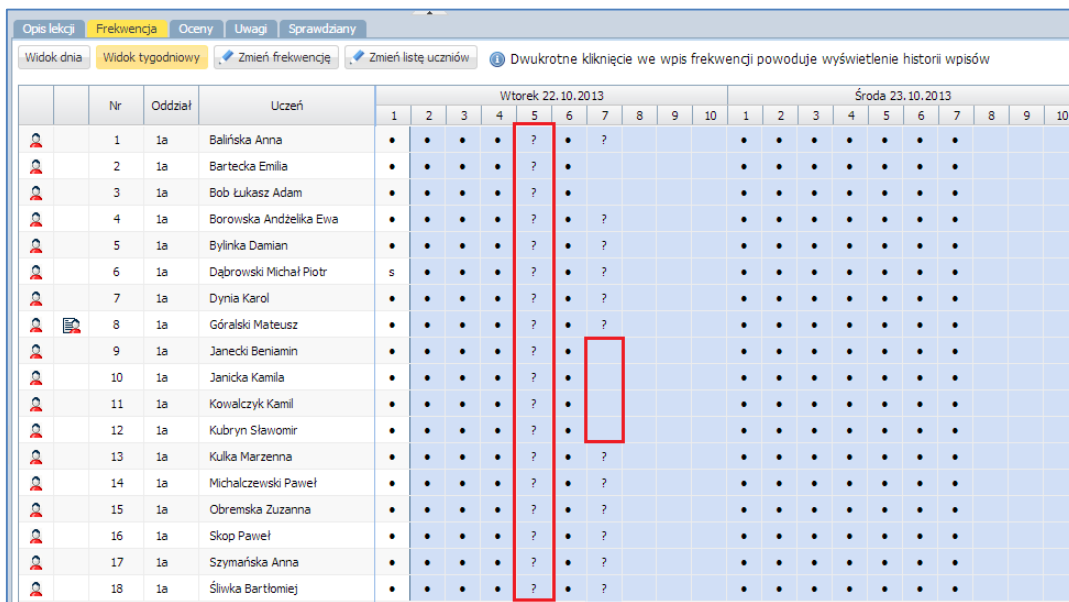 Opis lekcji Frekwencja Oceny Uwagi Sprawdziany
Widok dnia Widok tygodniowy Zmień frekwencję Zmień listę uczniów Dwukrotne kliknięcie we wpis frekwencji powoduje wyświetlenie historii wpisów
Nr Oddział Uczeń Wtorek 22.10.2013 Środa 23.10.2013
1 2 3 4 5 6 7 8 9 10 1 2 3 4 5 6 7 8 9 10
1 1a Balińska Anna • • • • ? • ? • • • • • • •
2 1a Bartecka Emilia • • • • ? • • • • • • • •
3 1a Bob Łukasz Adam • • • • ? • • • • • • • •
4 1a Borowska Andżelika Ewa • • • • ? • ? • • • • • • •
5 1a Bylinka Damian • • • • ? • ? • • • • • • •
6 1a Dąbrowski Michał Piotr s • • • ? • ? • • • • • • •
7 1a Dynia Karol • • • • ? • ? • • • • • • •
8 1a Góralski Mateusz • • • • ? • ? • • • • • • •
9 1a Janecki Beniamin • • • • ? • • • • • • • •
10 1a Janicka Kamila • • • • ? • • • • • • • •
11 1a Kowalczyk Kamil • • • • ? • • • • • • • •
12 1a Kubryn Sławomir • • • • ? • • • • • • • •
13 1a Kulka Marzenna • • • • ? • ? • • • • • • •
14 1a Michalczewski Paweł • • • • ? • ? • • • • • • •
15 1a Obremska Zuzanna • • • • ? • ? • • • • • • •
16 1a Skop Paweł • • • • ? • ? • • • • • • •
17 1a Szymańska Anna • • • • ? • ? • • • • • • •
18 1a Śliwka Bartłomiej • • • • ? • ? • • • • • • •